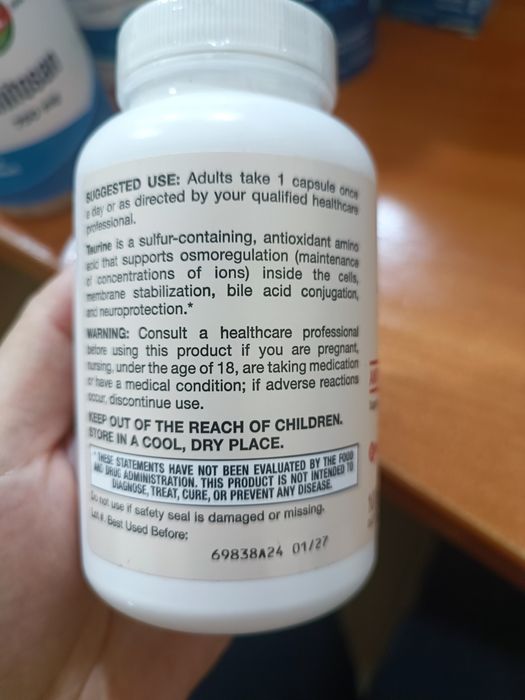 SUGGESTED USE: Adults take 1 capsule once
a day or as directed by your qualified healthcare
professional.
Taurine is a sulfur-containing, antioxidant amino
acid that supports osmoregulation (maintenance
of concentrations of ions) inside the cells,
membrane stabilization, bile acid conjugation,
and neuroprotection.*
WARNING: Consult a healthcare professional
before using this product if you are pregnant,
nursing, under the age of 18, are taking medication
or have a medical condition; if adverse reactions
occur, discontinue use.
KEEP OUT OF THE REACH OF CHILDREN.
STORE IN A COOL, DRY PLACE.
*THESE STATEMENTS HAVE NOT BEEN EVALUATED BY THE FOOD
AND DRUG ADMINISTRATION. THIS PRODUCT IS NOT INTENDED TO
DIAGNOSE, TREAT, CURE, OR PREVENT ANY DISEASE.
Do not use if safety seal is damaged or missing.
Lot #. Best Used Before:
69838A24 01/27